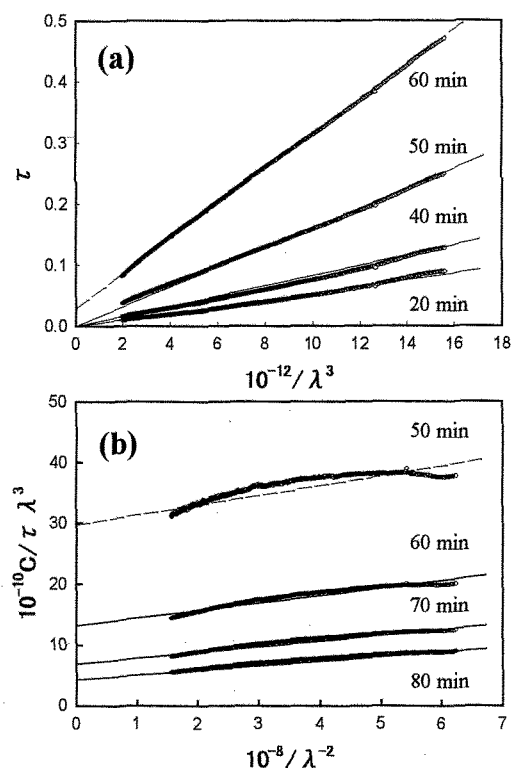 0.5
(a)
0.4
60 min
0.3
50 min
τ
0.2
40 min
0.1
20 min
0.0
0 2 4 6 8 10 12 14 16 18
10⁻¹²/ λ³
50
50 min
(b)
40
30
60 min
10⁻¹⁰C/ τ λ³
20
70 min
10
80 min
0
0 1 2 3 4 5 6 7
10⁻⁸/ λ⁻²